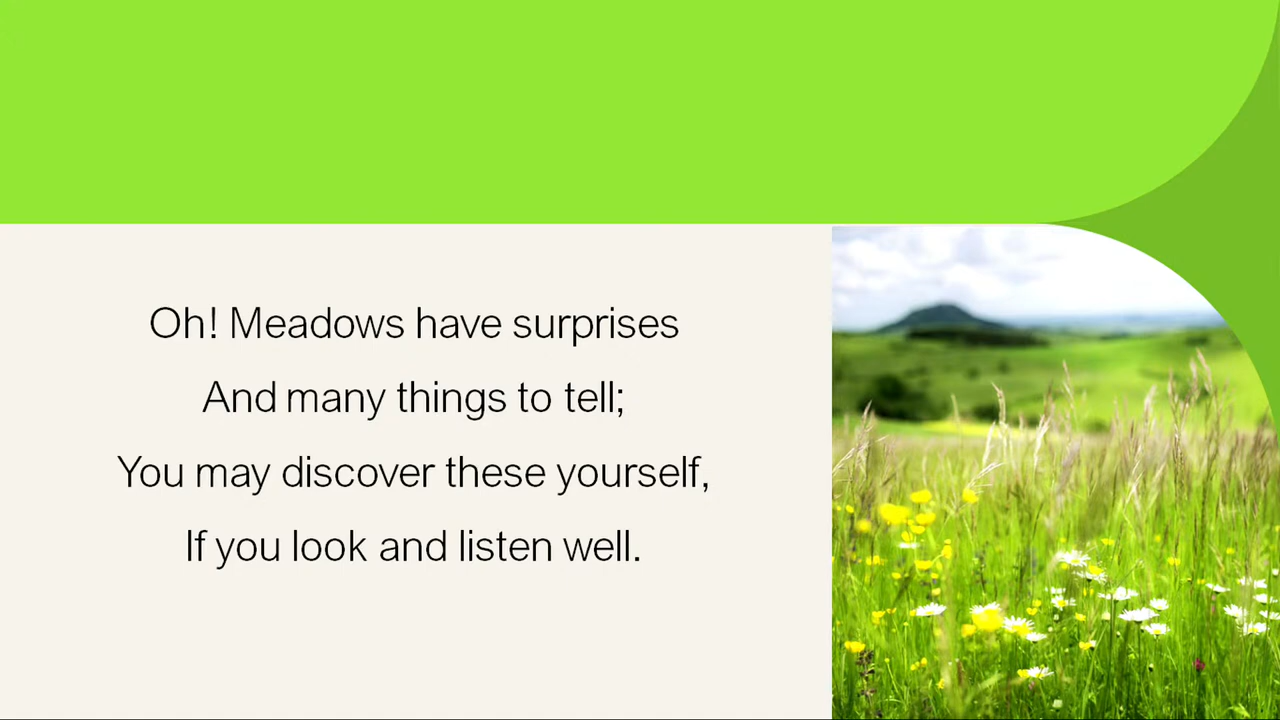 Oh! Meadows have surprises
And many things to tell;
You may discover these yourself,
If you look and listen well.